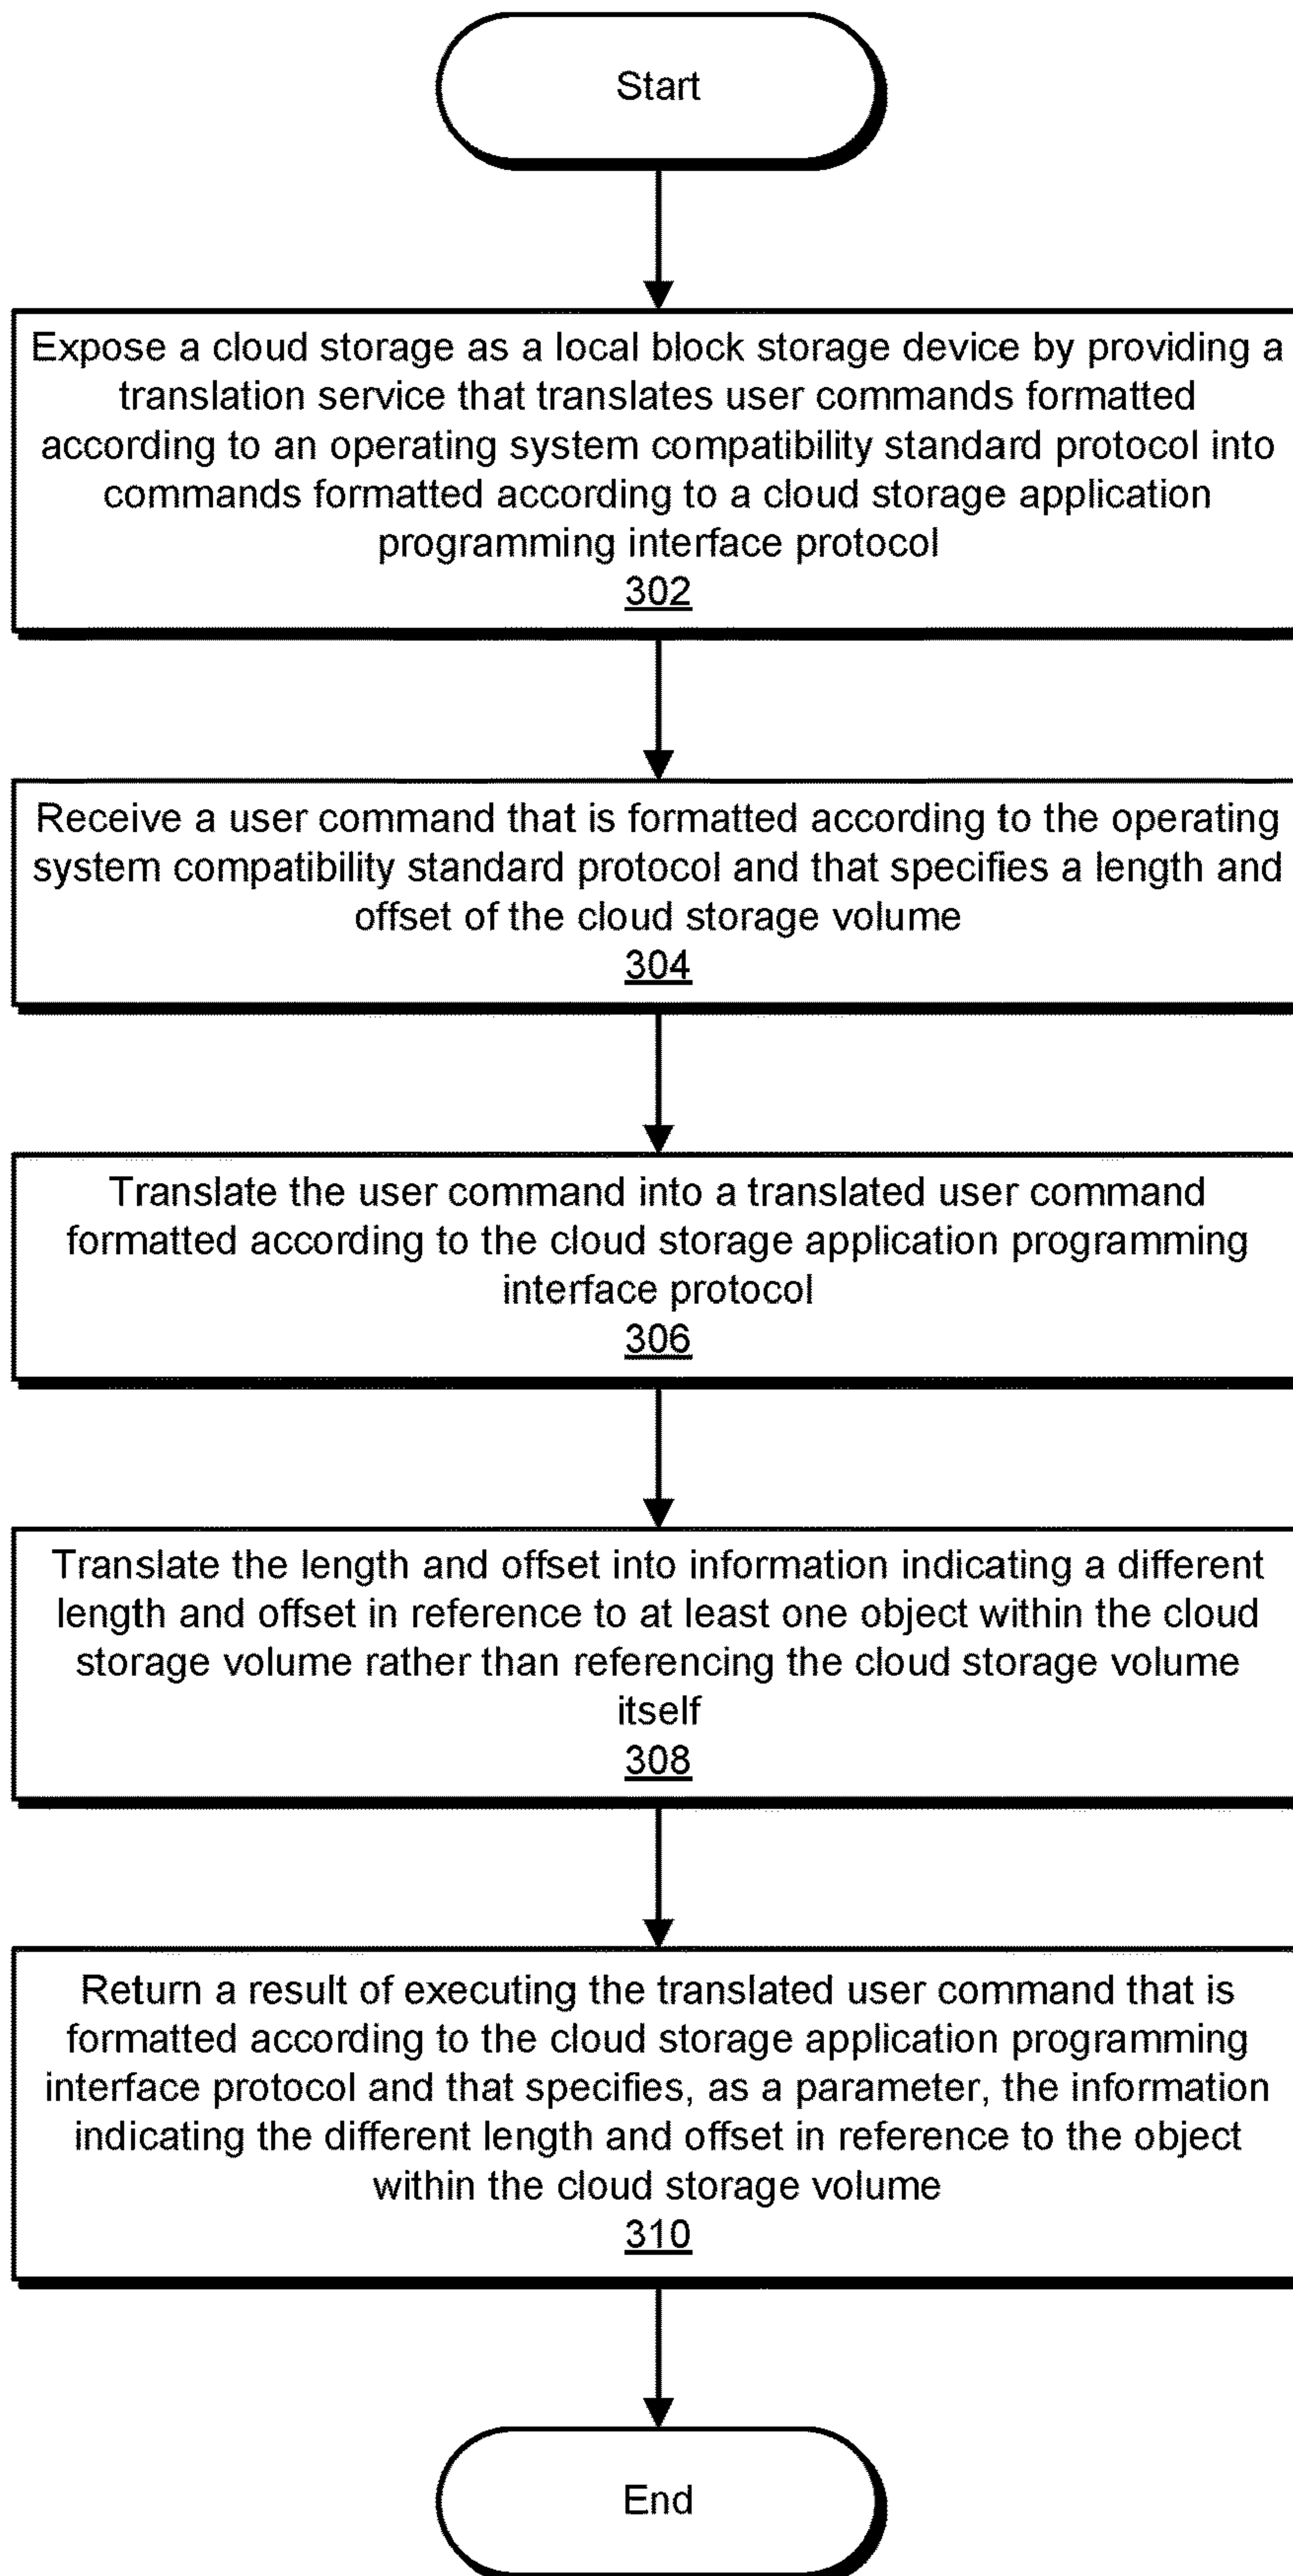 Start
Expose a cloud storage as a local block storage device by providing a
translation service that translates user commands formatted
according to an operating system compatibility standard protocol into
commands formatted according to a cloud storage application
programming interface protocol
302
Receive a user command that is formatted according to the operating
system compatibility standard protocol and that specifies a length and
offset of the cloud storage volume
304
Translate the user command into a translated user command
formatted according to the cloud storage application programming
interface protocol
306
Translate the length and offset into information indicating a different
length and offset in reference to at least one object within the cloud
storage volume rather than referencing the cloud storage volume
itself
308
Return a result of executing the translated user command that is
formatted according to the cloud storage application programming
interface protocol and that specifies, as a parameter, the information
indicating the different length and offset in reference to the object
within the cloud storage volume
310
End